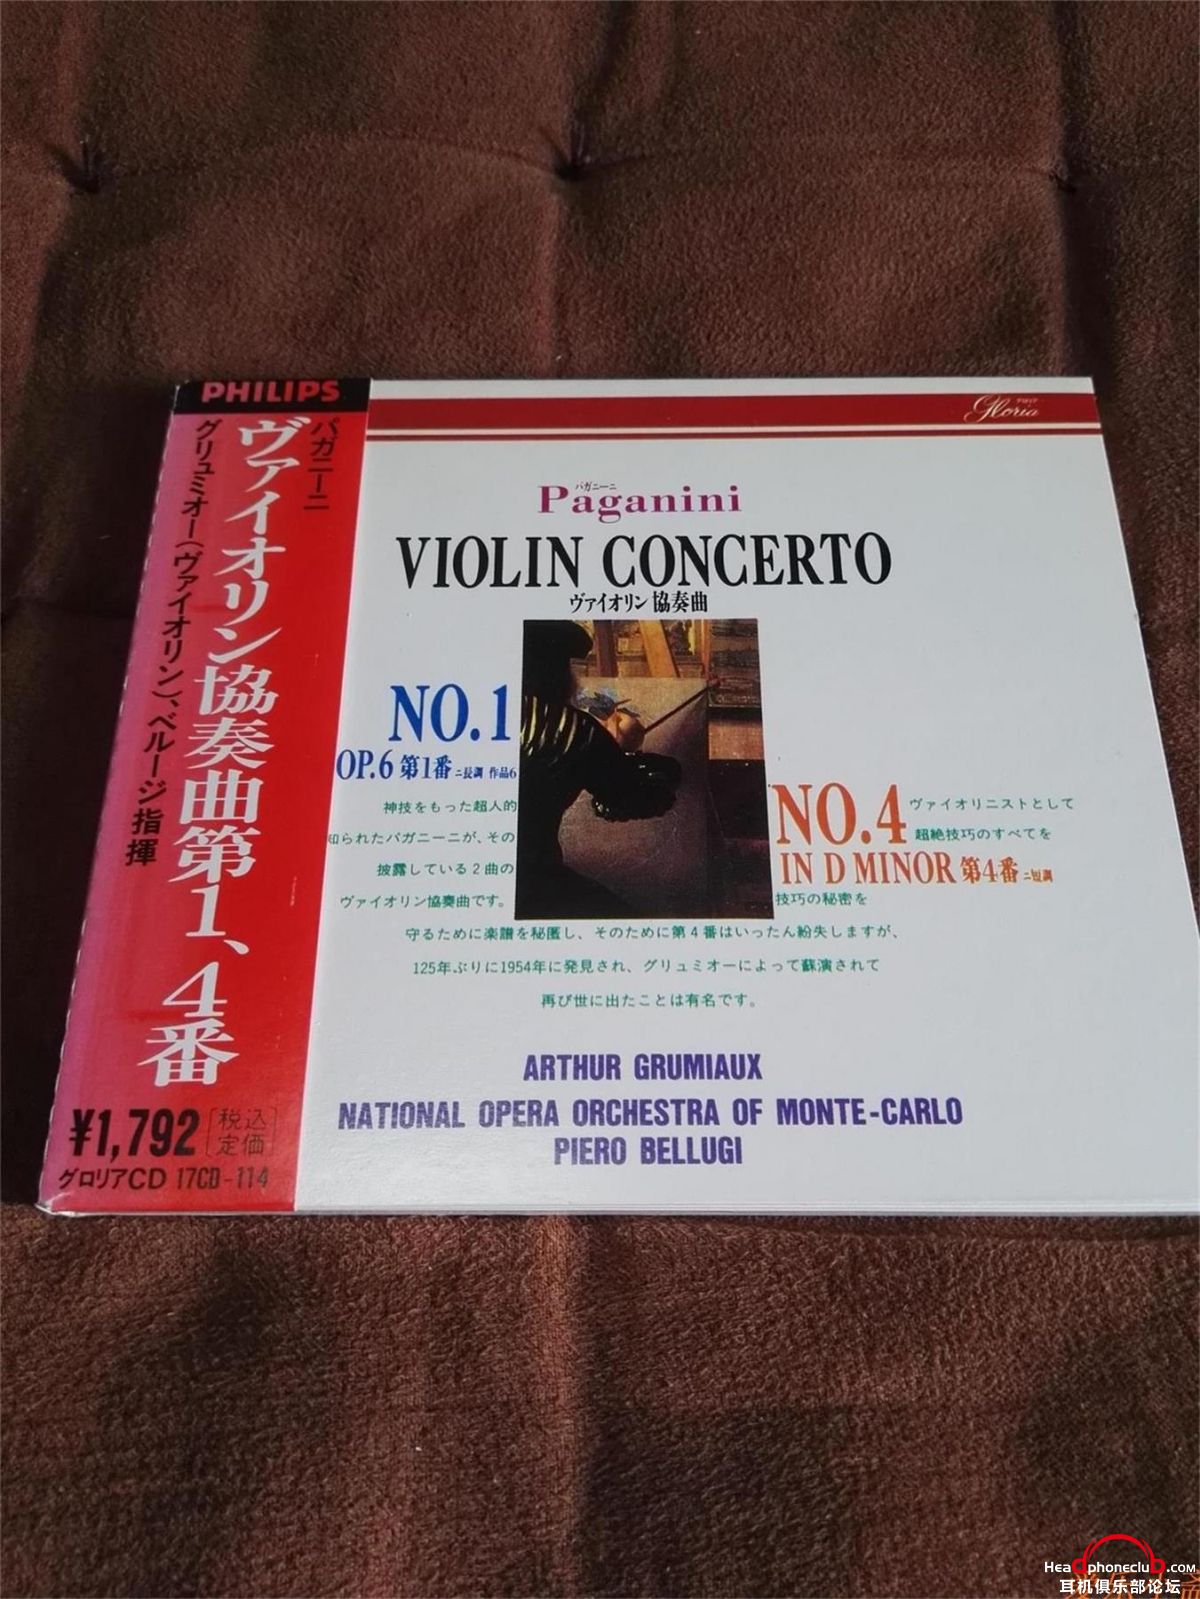 PHILIPS
パガニーニ
ヴァイオリン協奏曲第1、4番
グリュミオー(ヴァイオリン)、ベルージ指揮
¥1,792 [税込定価]
グロリアCD 17CD-114
Gloria
パガニーニ
Paganini
VIOLIN CONCERTO
ヴァイオリン協奏曲
NO.1
OP.6 第1番 ニ長調 作品6
神技をもった超人的
知られたパガニーニが、その
披露している2曲の
ヴァイオリン協奏曲です。
NO.4
IN D MINOR 第4番 ニ短調
ヴァイオリニストとして
超絶技巧のすべてを
技巧の秘密を
守るために楽譜を秘匿し、そのために第4番はいったん紛失しますが、
125年ぶりに1954年に発見され、グリュミオーによって蘇演されて
再び世に出たことは有名です。
ARTHUR GRUMIAUX
NATIONAL OPERA ORCHESTRA OF MONTE-CARLO
PIERO BELLUGI
Headphoneclub.com
耳机俱乐部论坛